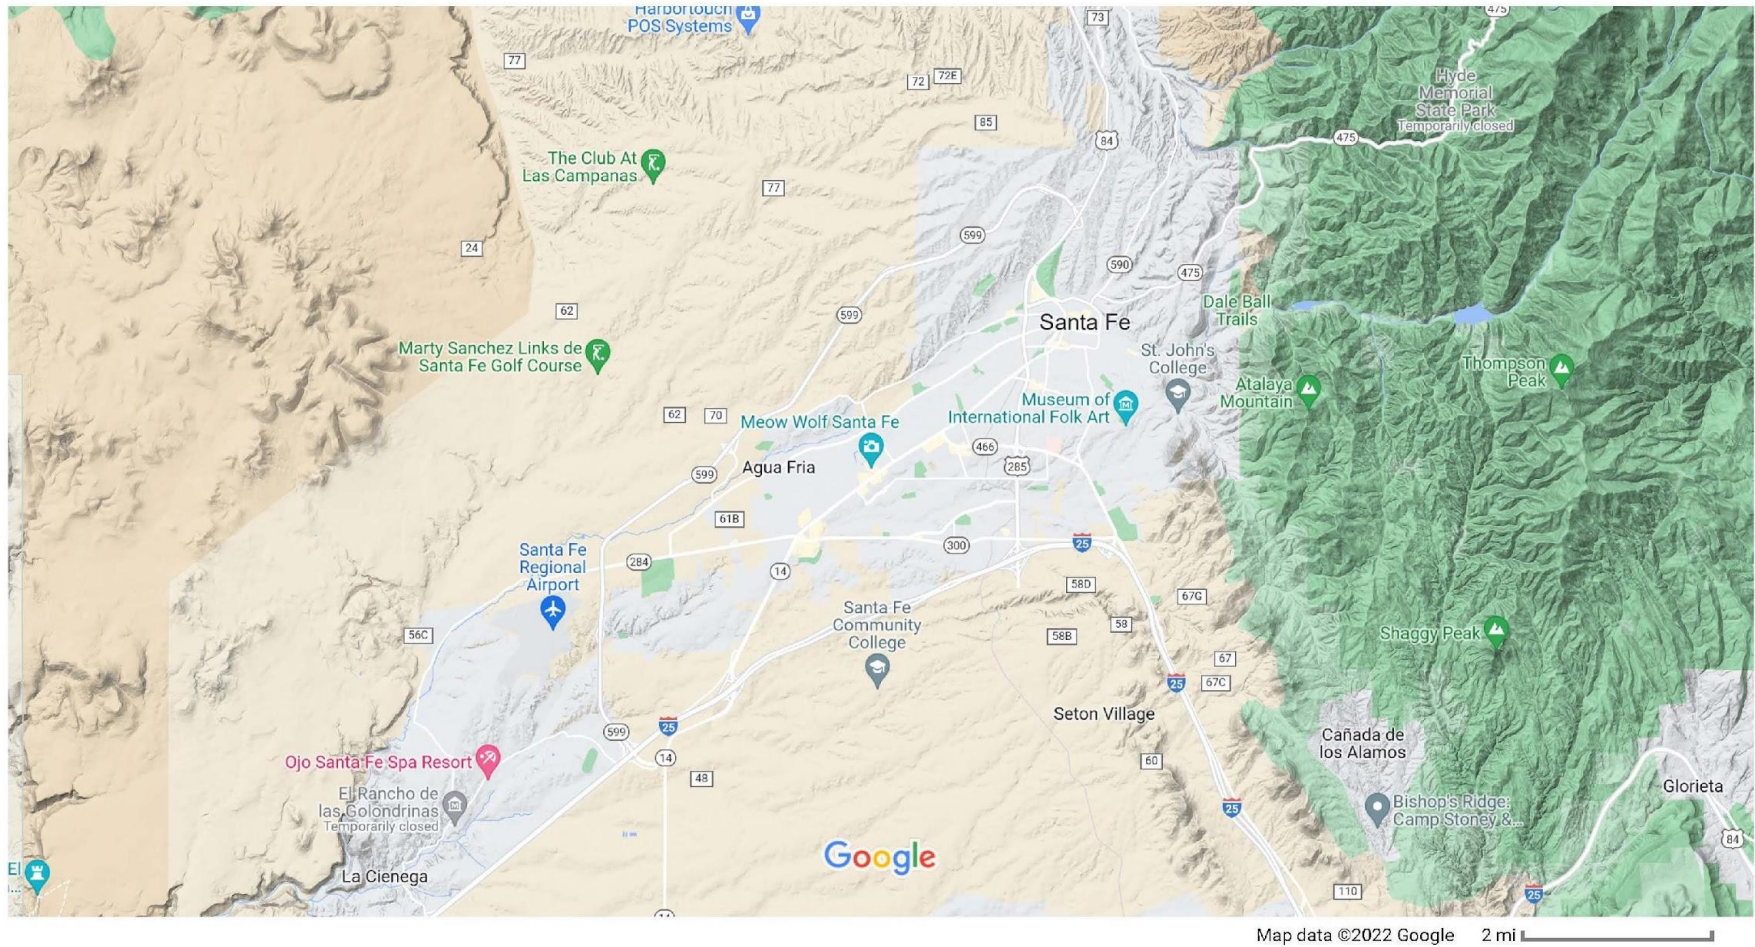 Harbortouch
POS Systems
73
475
77
72
72E
Hyde
Memorial
State Park
Temporarily closed
85
84
475
The Club At
Las Campanas
77
24
599
590
475
62
599
Dale Ball
Trails
Santa Fe
Marty Sanchez Links de
Santa Fe Golf Course
St. John's
College
Thompson
Peak
Atalaya
Mountain
Museum of
International Folk Art
62
70
Meow Wolf Santa Fe
466
285
599
Agua Fria
61B
Santa Fe
Regional
Airport
284
300
25
14
58D
67G
Santa Fe
Community
College
56C
58
58B
Shaggy Peak
67
67C
25
Seton Village
599
25
14
Cañada de
los Alamos
Ojo Santa Fe Spa Resort
48
60
Glorieta
El Rancho de
las Golondrinas
Temporarily closed
25
Bishop's Ridge:
Camp Stoney &...
84
Google
El
...
La Cienega
110
25
14
Map data ©2022 Google 2 mi